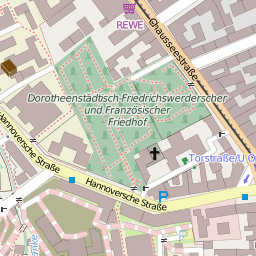 REWE
Chausseestraße
Dorotheenstädtisch-Friedrichswerderscher
und Französischer
Friedhof
Hannoversche Straße
Torstraße/U O
Hannoversche Straße
P